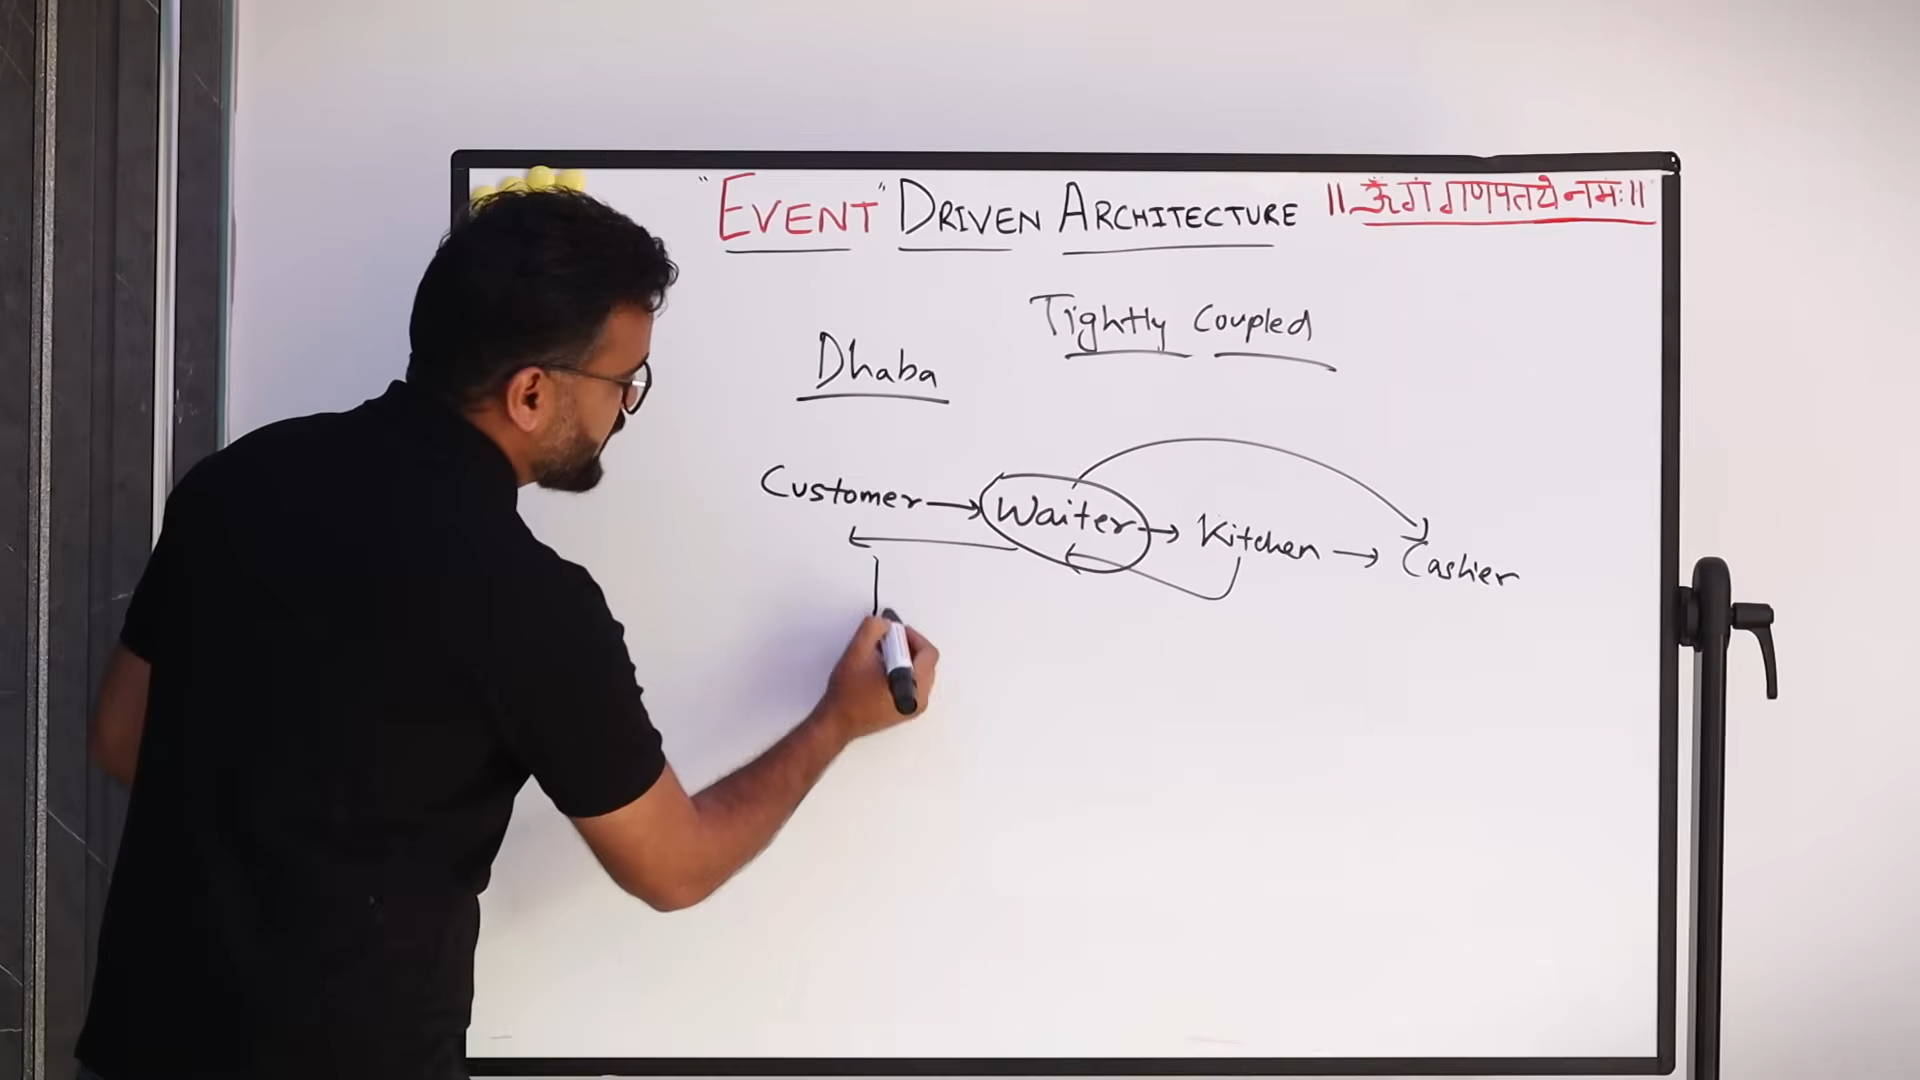 "EVENT" DRIVEN ARCHITECTURE
॥ ॐ गं गणपतये नमः॥
Tightly Coupled
Dhaba
Customer → Waiter → Kitchen → Cashier